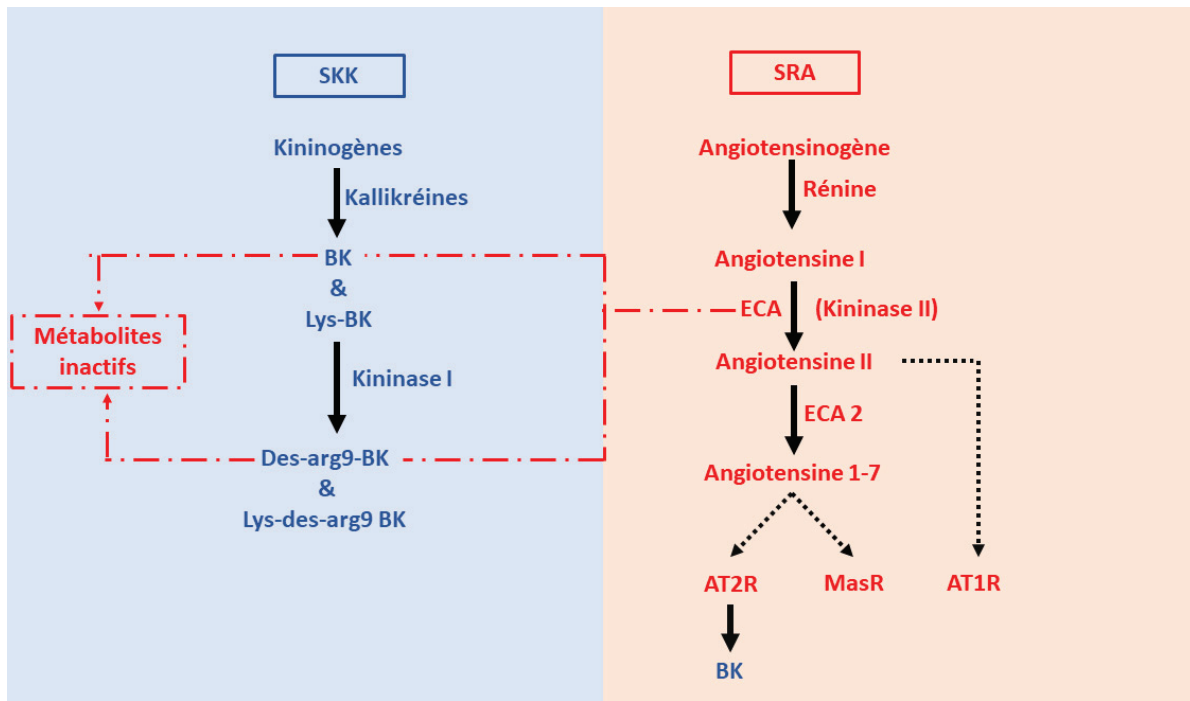 SKK
Kininogènes
Kallikréines
BK
&
Lys-BK
Métabolites
inactifs
Kininase I
Des-arg9-BK
&
Lys-des-arg9 BK
SRA
Angiotensinogène
Rénine
Angiotensine I
ECA (Kininase II)
Angiotensine II
ECA 2
Angiotensine 1-7
AT2R MasR AT1R
BK